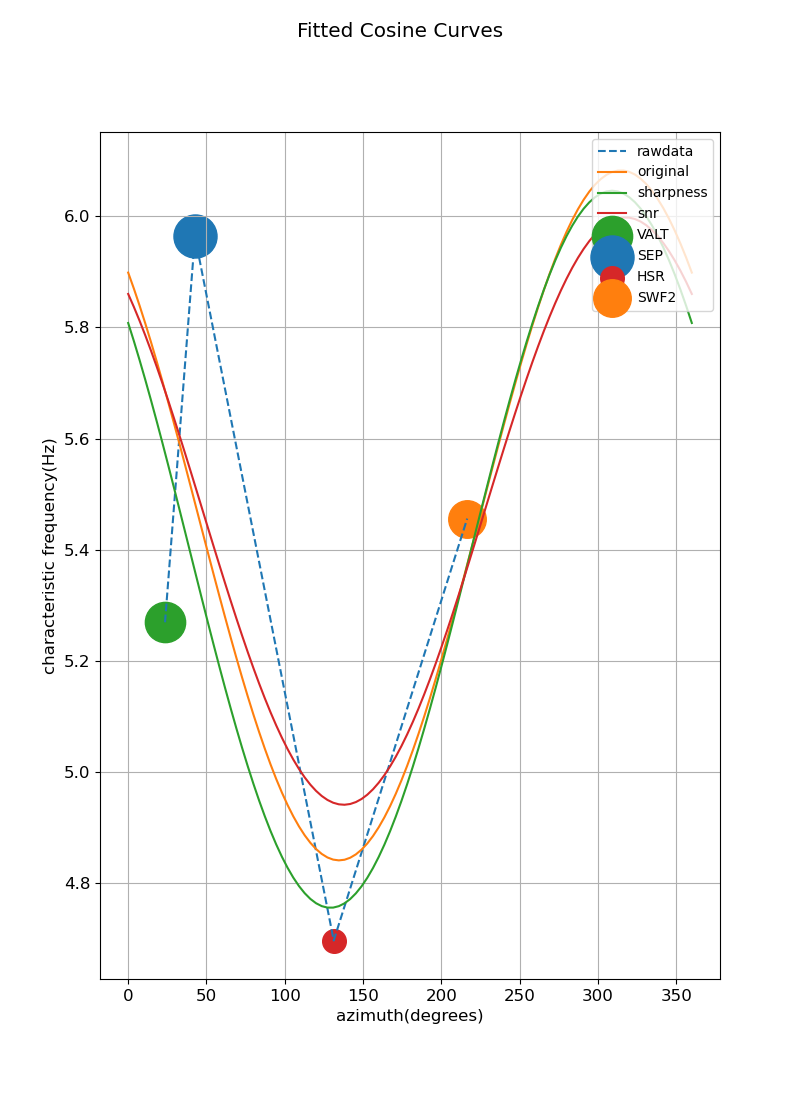 Fitted Cosine Curves
rawdata
original
sharpness
snr
VALT
SEP
HSR
SWF2
6.0
5.8
5.6
5.4
5.2
5.0
4.8
characteristic frequency(Hz)
0 50 100 150 200 250 300 350
azimuth(degrees)